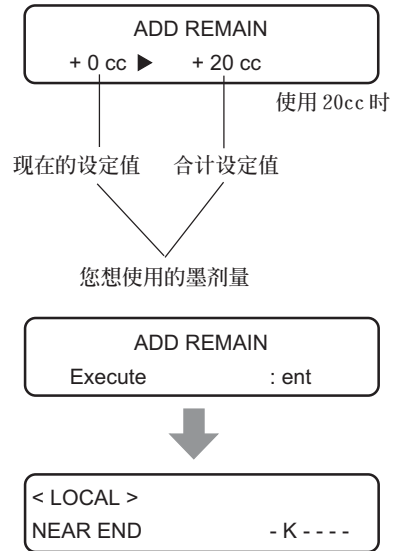 ADD REMAIN
+ 0 cc ▶ + 20 cc
使用 20cc 时
现在的设定值 合计设定值
您想使用的墨剂量
ADD REMAIN
Execute : ent
< LOCAL >
NEAR END - K - - - -